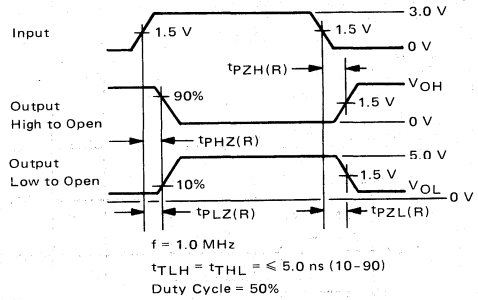 Input
1.5 V
1.5 V
3.0 V
0 V
tPZH(R)
Output
High to Open
90%
tPHZ(R)
1.5 V
VOH
0 V
Output
Low to Open
10%
tPLZ(R)
5.0 V
1.5 V
VOL
0 V
tPZL(R)
f = 1.0 MHz
tTLH = tTHL = ⩽ 5.0 ns (10-90)
Duty Cycle = 50%